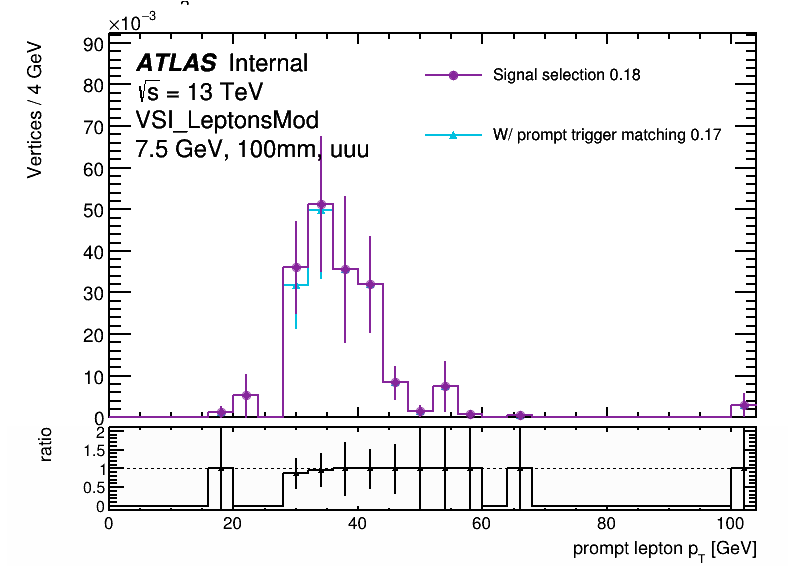 ×10⁻³
Vertices / 4 GeV
90
80
70
60
50
40
30
20
10
0
ATLAS Internal
√s = 13 TeV
VSI_LeptonsMod
7.5 GeV, 100mm, uuu
Signal selection 0.18
W/ prompt trigger matching 0.17
ratio
2
1.5
1
0.5
0
0 20 40 60 80 100
prompt lepton p_T [GeV]